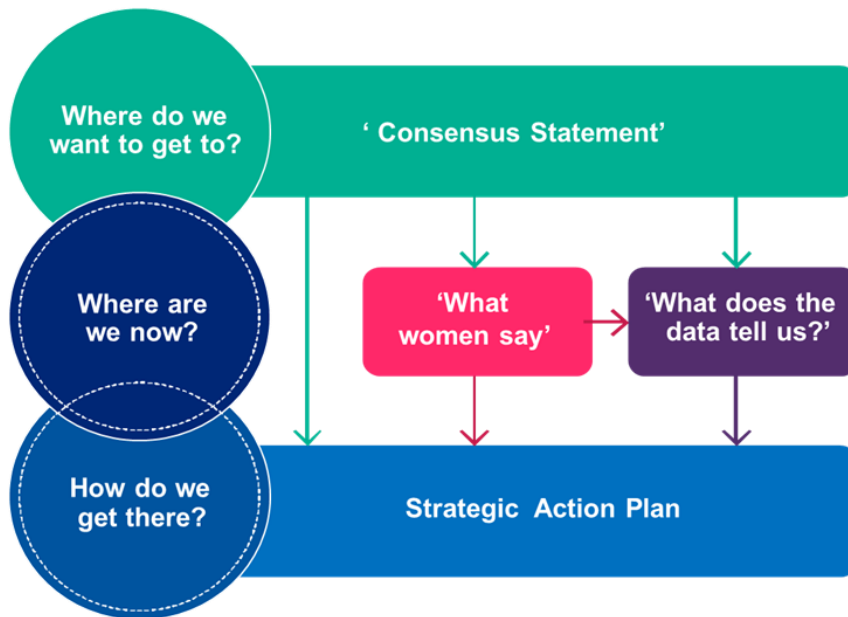 Where do we
want to get to?
‘ Consensus Statement’
Where are
we now?
‘What
women say’
‘What does the
data tell us?’
How do we
get there?
Strategic Action Plan